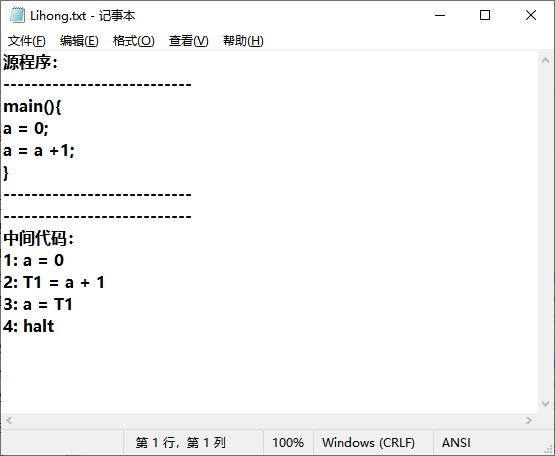 Lihong.txt - 记事本
文件(F) 编辑(E) 格式(O) 查看(V) 帮助(H)
源程序：
---------------------------
main(){
a = 0;
a = a +1;
}
---------------------------
---------------------------
中间代码：
1: a = 0
2: T1 = a + 1
3: a = T1
4: halt
第 1 行，第 1 列 100% Windows (CRLF) ANSI